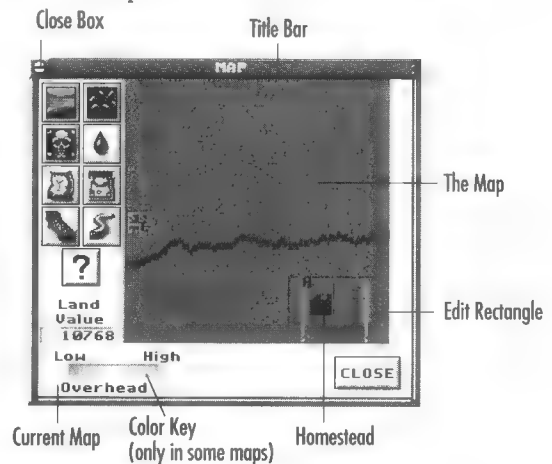 Close Box
Title Bar
MAP
The Map
?
Land
Value
10768
Low High
Overhead
Edit Rectangle
CLOSE
Current Map
Color Key
(only in some maps)
Homestead